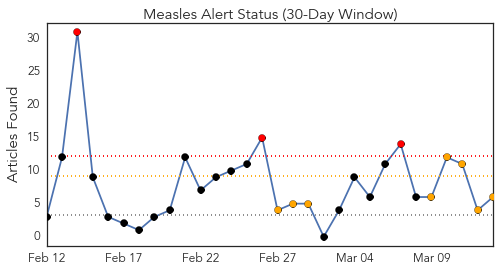 Measles Alert Status (30-Day Window)
Articles Found
30
25
20
15
10
5
0
Feb 12
Feb 17
Feb 22
Feb 27
Mar 04
Mar 09